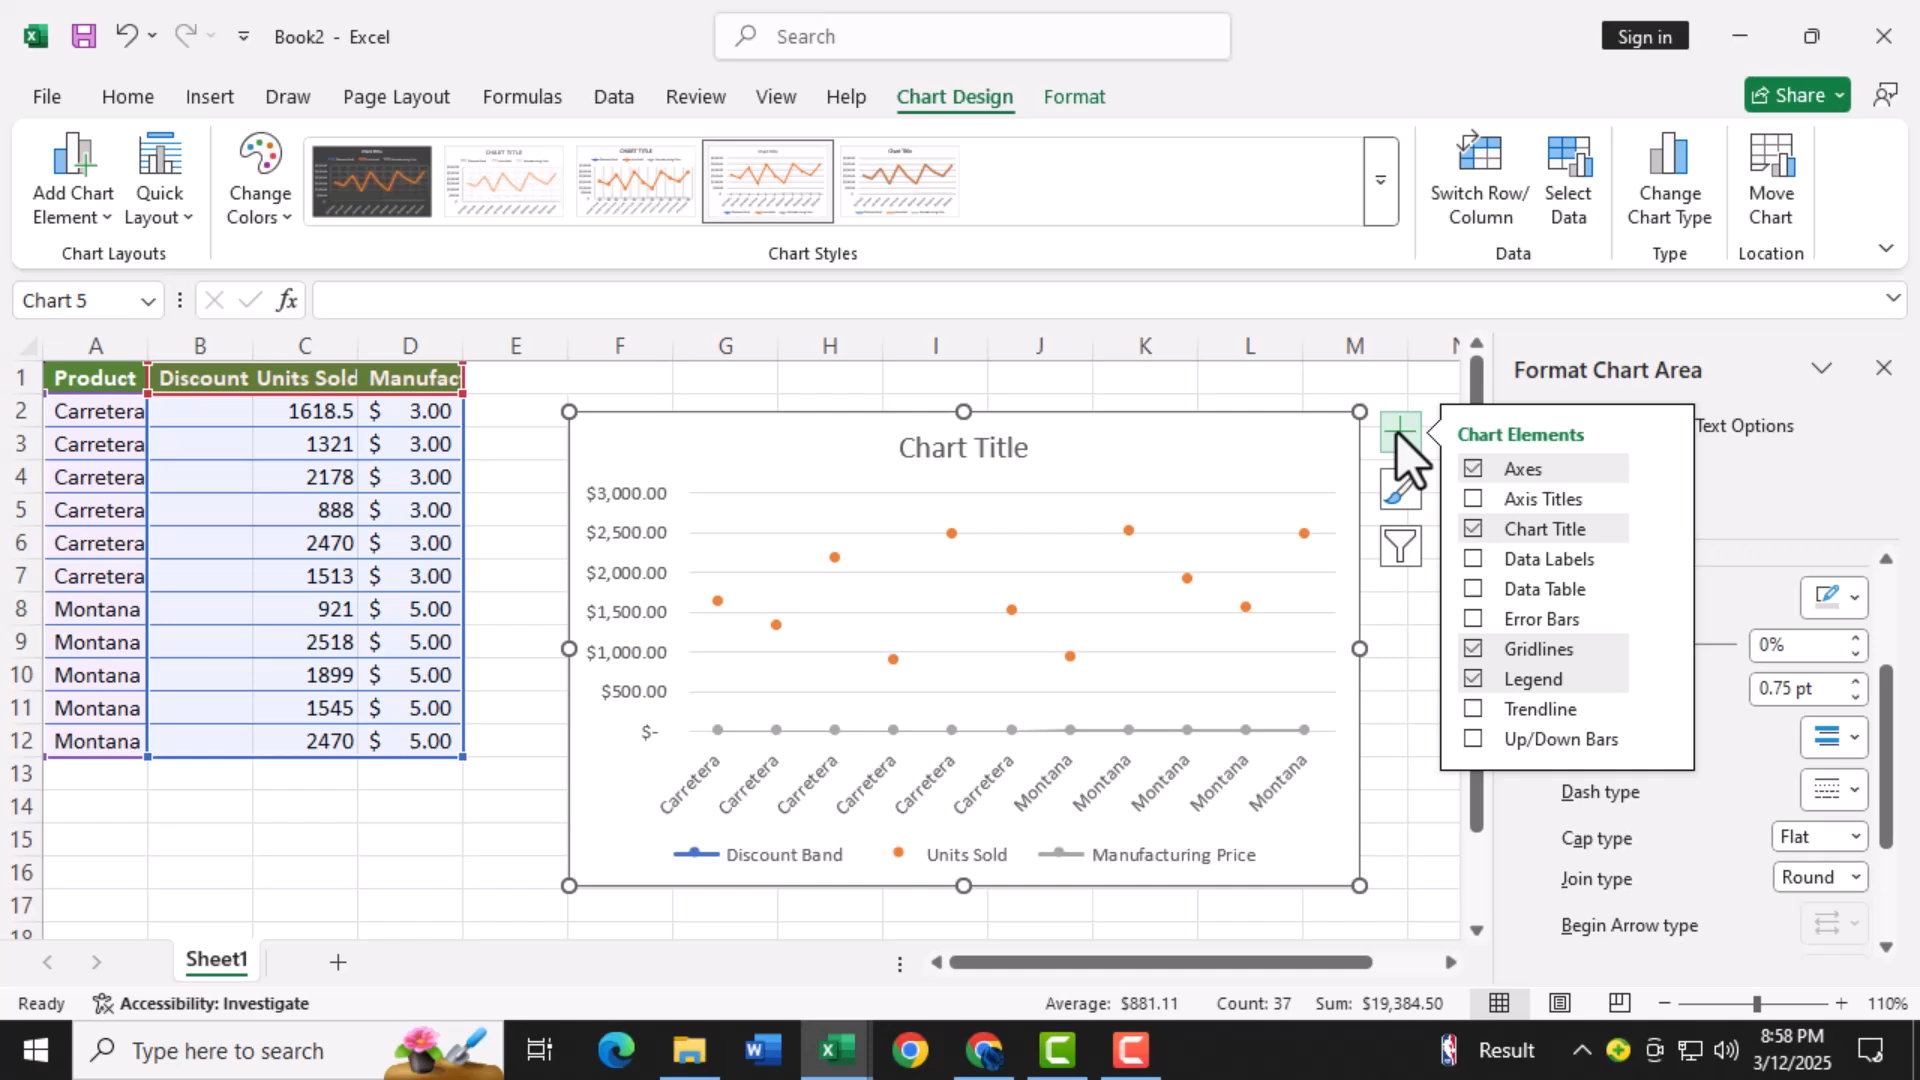 Book2 - Excel
Search
Sign in
File Home Insert Draw Page Layout Formulas Data Review View Help Chart Design Format
Share
Add Chart Element
Quick Layout
Chart Layouts
Change Colors
Chart Styles
Switch Row/ Column
Select Data
Data
Change Chart Type
Type
Move Chart
Location
Chart 5
fx
A B C D E F G H I J K L M
1 Product Discount Units Sold Manufac
2 Carretera 1618.5 $ 3.00
3 Carretera 1321 $ 3.00
4 Carretera 2178 $ 3.00
5 Carretera 888 $ 3.00
6 Carretera 2470 $ 3.00
7 Carretera 1513 $ 3.00
8 Montana 921 $ 5.00
9 Montana 2518 $ 5.00
10 Montana 1899 $ 5.00
11 Montana 1545 $ 5.00
12 Montana 2470 $ 5.00
13
14
15
16
17
18
Chart Title
$3,000.00
$2,500.00
$2,000.00
$1,500.00
$1,000.00
$500.00
$-
Carretera Carretera Carretera Carretera Carretera Carretera Montana Montana Montana Montana Montana
Discount Band Units Sold Manufacturing Price
Chart Elements
Axes
Axis Titles
Chart Title
Data Labels
Data Table
Error Bars
Gridlines
Legend
Trendline
Up/Down Bars
Format Chart Area
Text Options
0%
0.75 pt
Dash type
Cap type Flat
Join type Round
Begin Arrow type
Sheet1
Ready Accessibility: Investigate Average: $881.11 Count: 37 Sum: $19,384.50 110%
Type here to search
Result
8:58 PM
3/12/2025